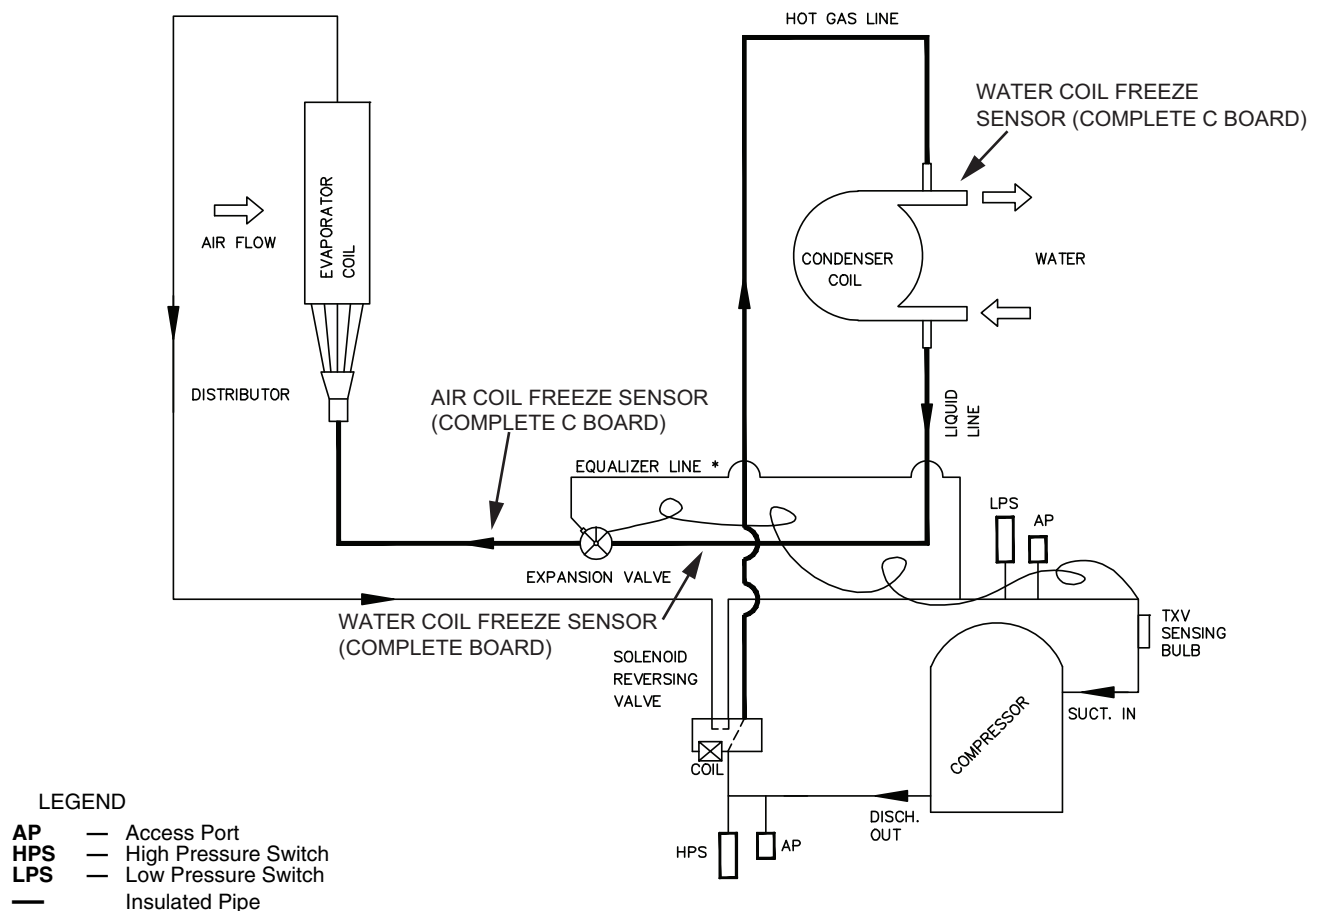 HOT GAS LINE
WATER COIL FREEZE
SENSOR (COMPLETE C BOARD)
EVAPORATOR
COIL
AIR FLOW
CONDENSER
COIL
WATER
DISTRIBUTOR
AIR COIL FREEZE SENSOR
(COMPLETE C BOARD)
LIQUID
LINE
EQUALIZER LINE *
LPS
AP
EXPANSION VALVE
WATER COIL FREEZE SENSOR
(COMPLETE BOARD)
TXV
SENSING
BULB
SOLENOID
REVERSING
VALVE
COMPRESSOR
SUCT. IN
COIL
DISCH.
OUT
HPS
AP
LEGEND
AP — Access Port
HPS — High Pressure Switch
LPS — Low Pressure Switch
Insulated Pipe